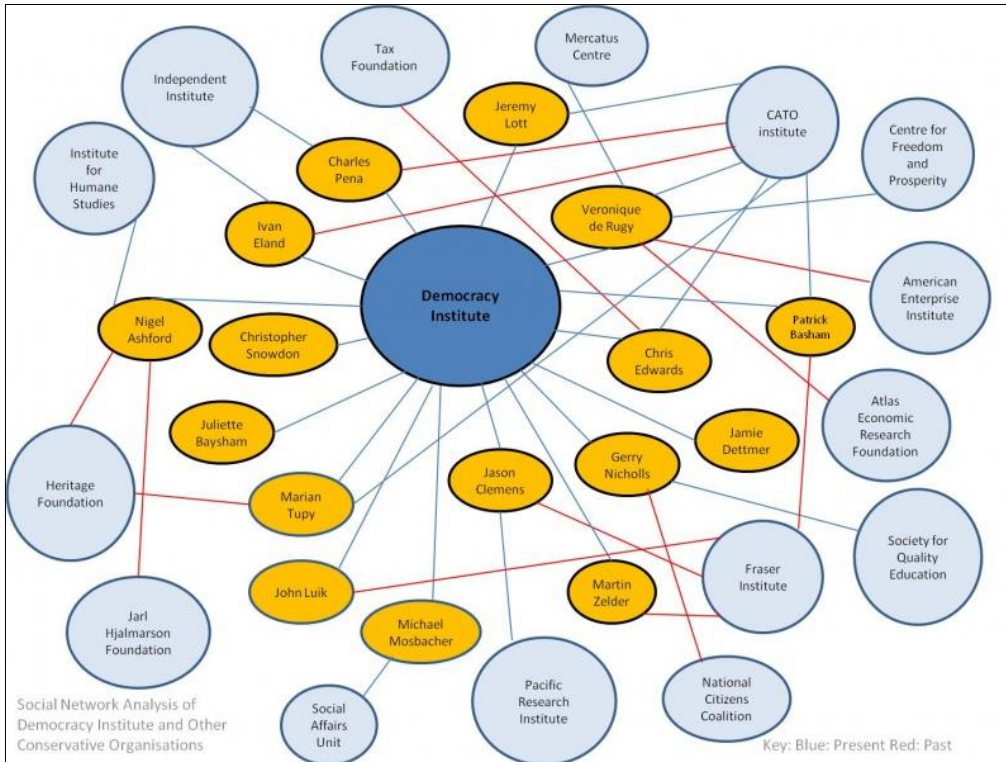 Tax
Foundation
Mercatus
Centre
Independent
Institute
Jeremy
Lott
CATO
institute
Centre for
Freedom
and
Prosperity
Institute
for
Humane
Studies
Charles
Pena
Ivan
Eland
Veronique
de Rugy
Democracy
Institute
American
Enterprise
Institute
Nigel
Ashford
Christopher
Snowdon
Chris
Edwards
Patrick
Basham
Juliette
Baysham
Jamie
Dettmer
Atlas
Economic
Research
Foundation
Heritage
Foundation
Marian
Tupy
Jason
Clemens
Gerry
Nicholls
Society for
Quality
Education
Fraser
Institute
John Luik
Martin
Zelder
Michael
Mosbacher
Jarl
Hjalmarson
Foundation
Social
Affairs
Unit
Pacific
Research
Institute
National
Citizens
Coalition
Social Network Analysis of
Democracy Institute and Other
Conservative Organisations
Key: Blue: Present Red: Past